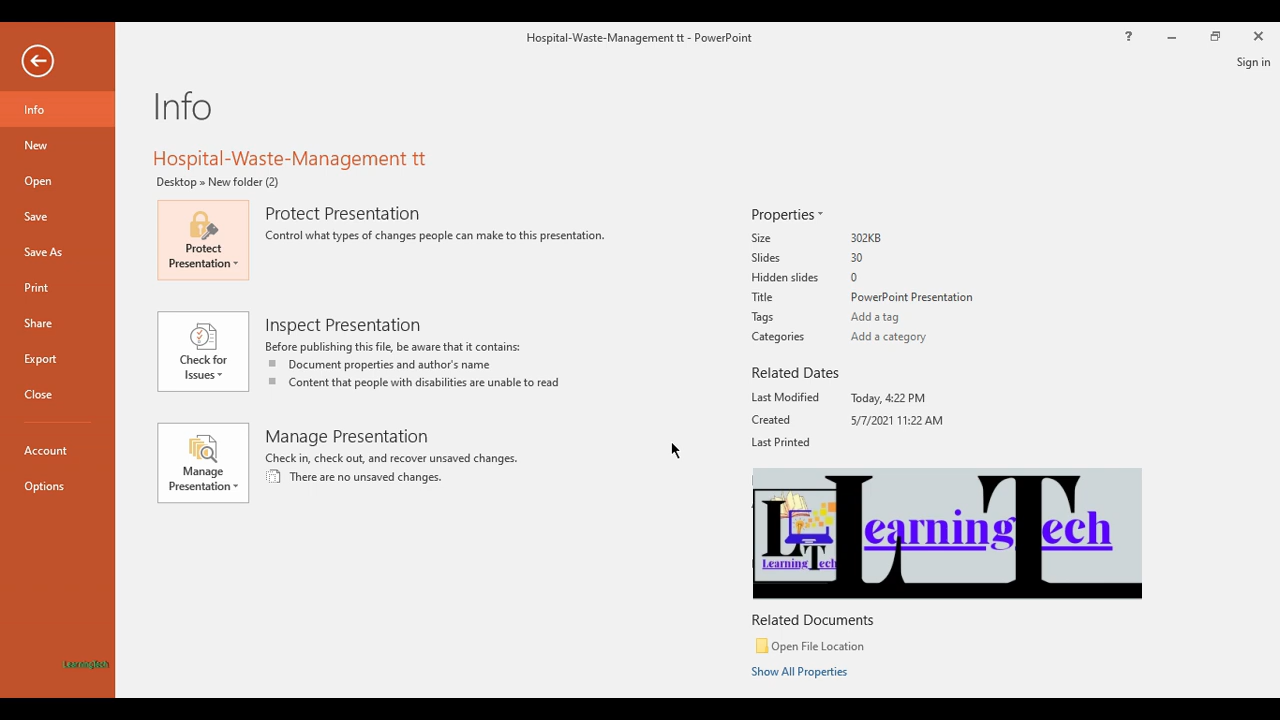 Hospital-Waste-Management tt - PowerPoint
?
Sign in
Info
New
Open
Save
Save As
Print
Share
Export
Close
Account
Options
LearningTech
Info
Hospital-Waste-Management tt
Desktop » New folder (2)
Protect Presentation
Protect Presentation
Control what types of changes people can make to this presentation.
Check for Issues
Inspect Presentation
Before publishing this file, be aware that it contains:
Document properties and author's name
Content that people with disabilities are unable to read
Manage Presentation
Manage Presentation
Check in, check out, and recover unsaved changes.
There are no unsaved changes.
Properties
Size 302KB
Slides 30
Hidden slides 0
Title PowerPoint Presentation
Tags Add a tag
Categories Add a category
Related Dates
Last Modified Today, 4:22 PM
Created 5/7/2021 11:22 AM
Last Printed
LT
LearningTech
LearningTech
Related Documents
Open File Location
Show All Properties